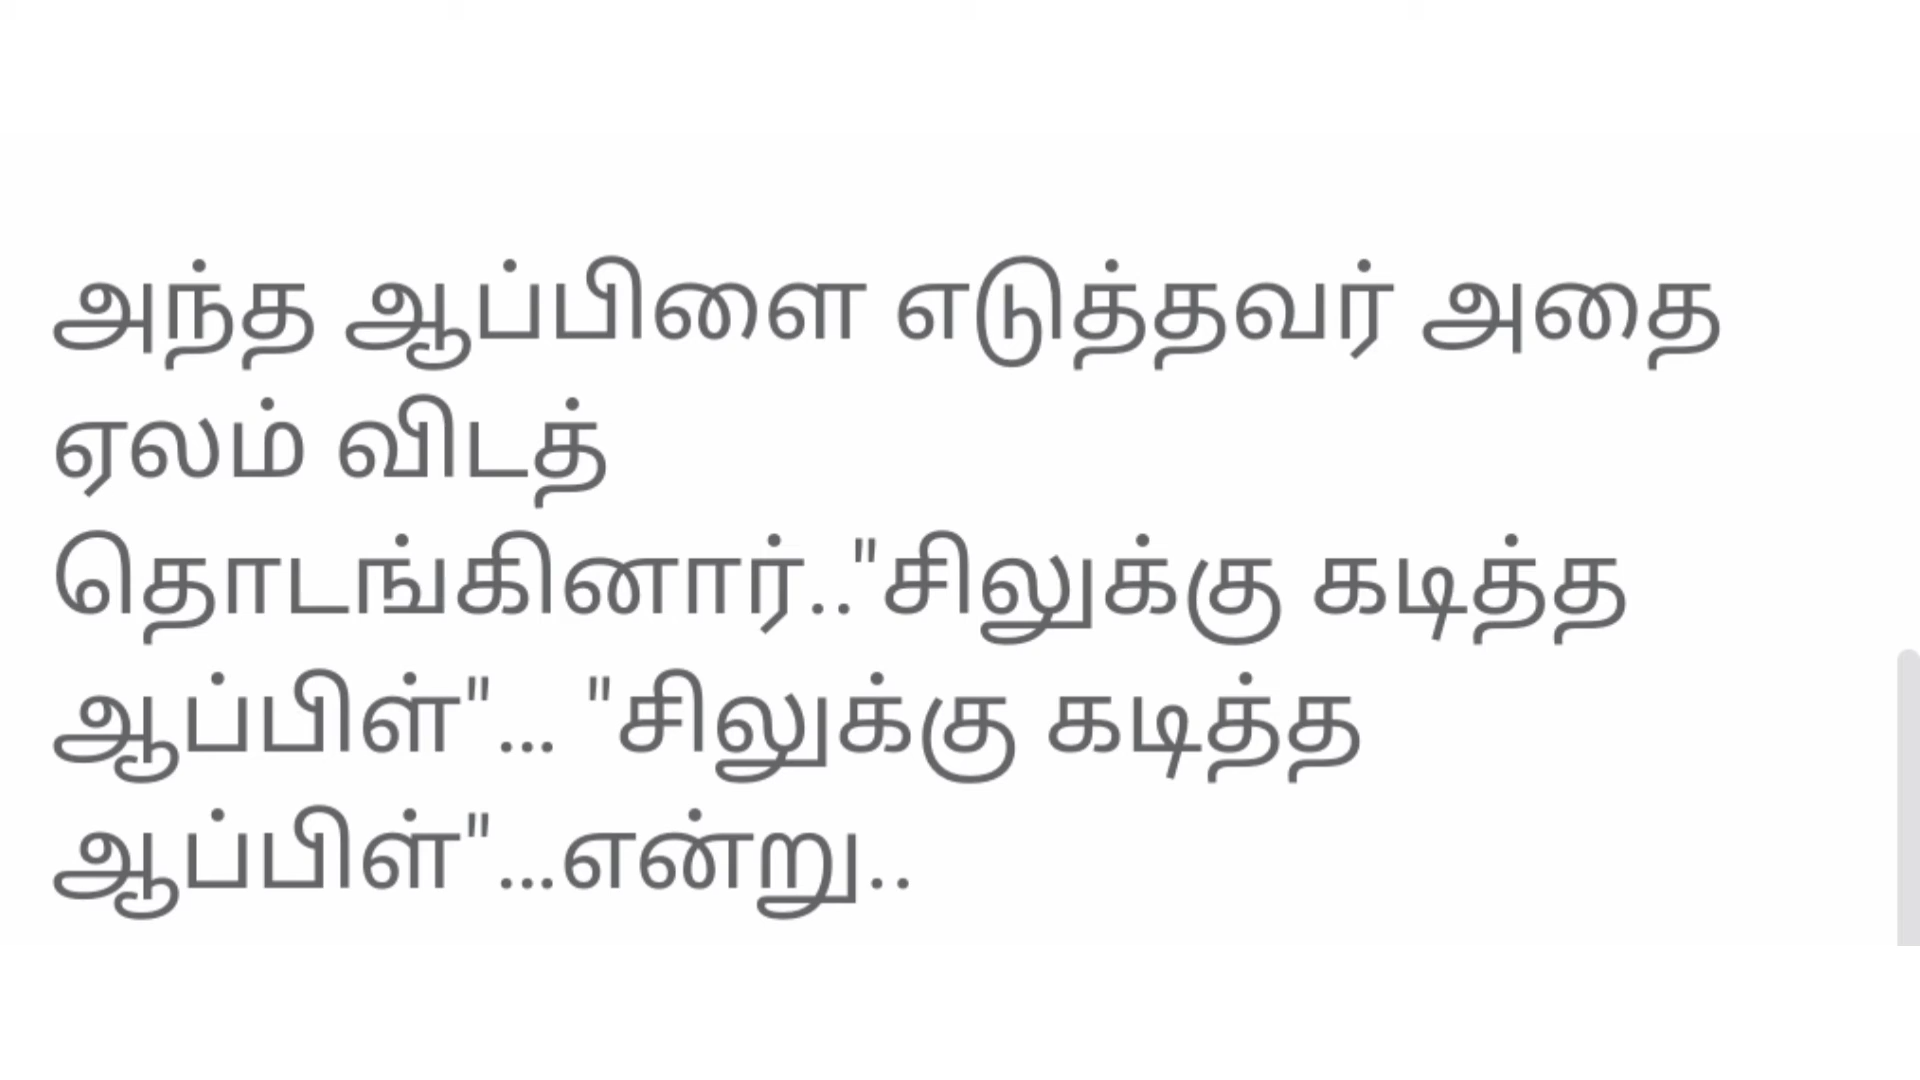 அந்த ஆப்பிளை எடுத்தவர் அதை
ஏலம் விடத்
தொடங்கினார்.."சிலுக்கு கடித்த
ஆப்பிள்"... "சிலுக்கு கடித்த
ஆப்பிள்"...என்று..